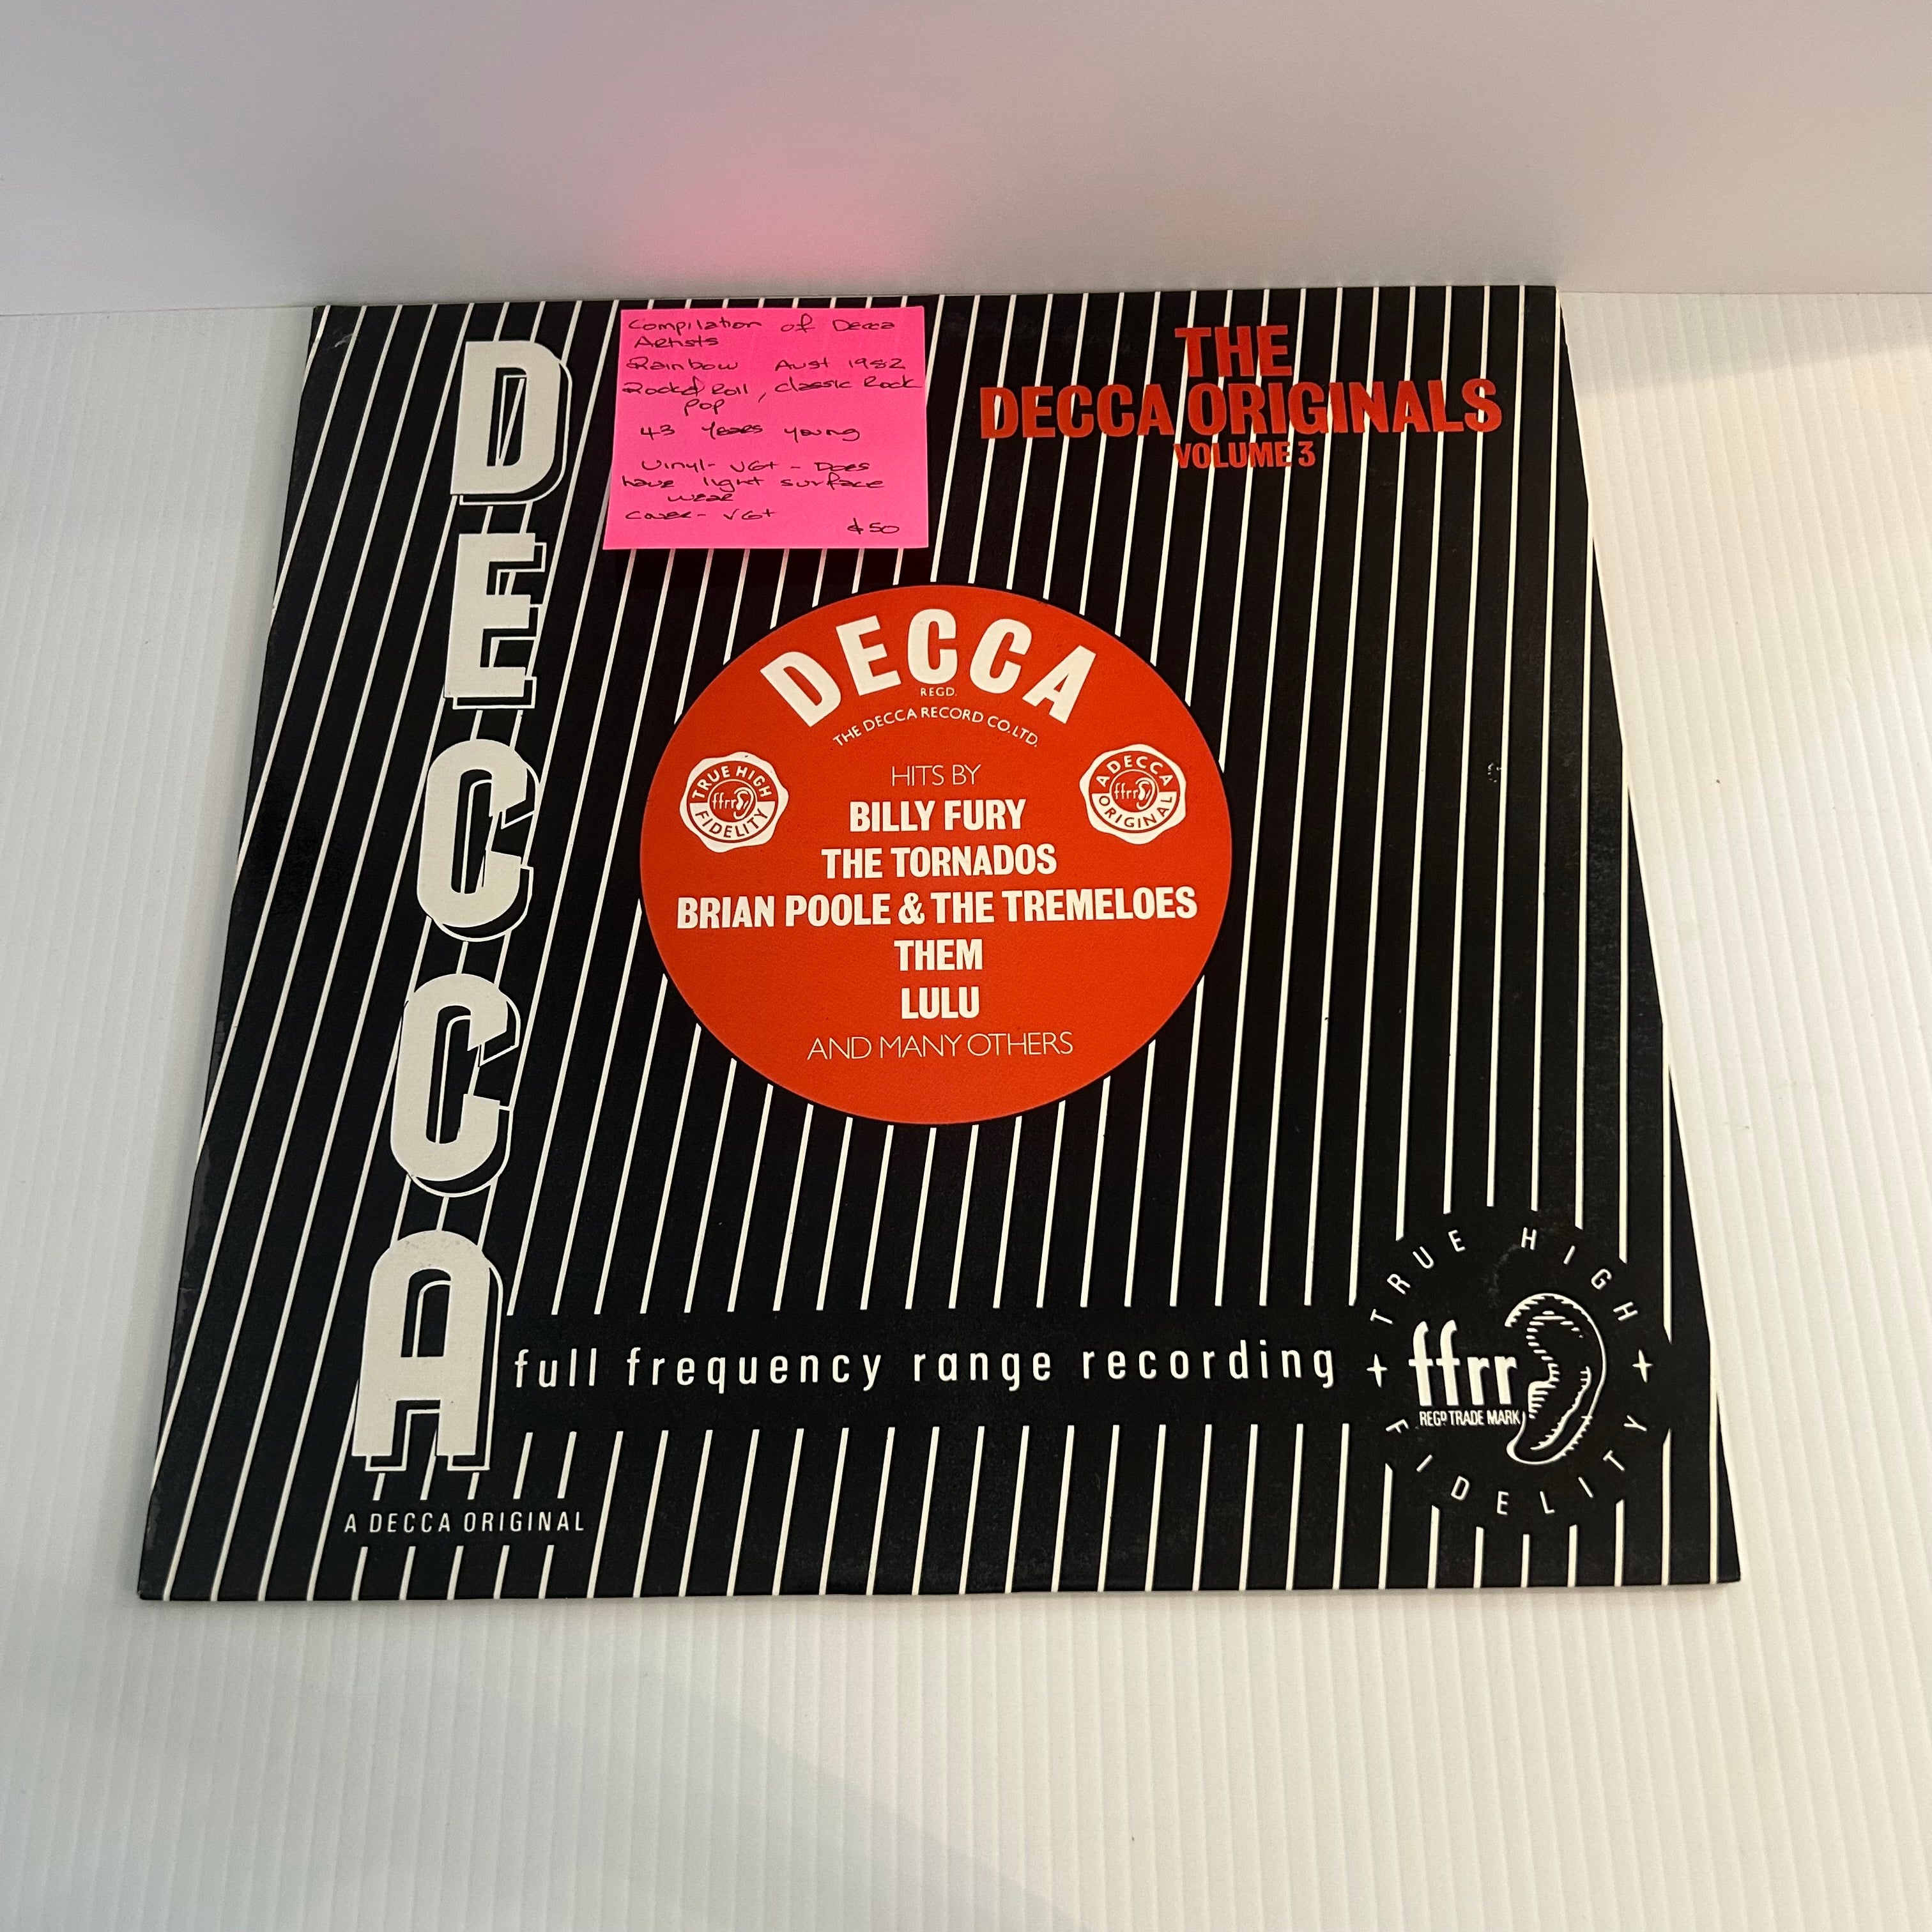 Compilation of Decca
Artists
Rainbow Aust 1982
Rock & Roll, Classic Rock
Pop
43 Years young
Vinyl- VG+ - Does
have light surface
wear
Cover- VG+
$50
THE
DECCA ORIGINALS
VOLUME 3
DECCA
DECCA
REGD.
THE DECCA RECORD CO. LTD.
TRUE HIGH
ffrr
FIDELITY
A DECCA
ffrr
ORIGINAL
HITS BY
BILLY FURY
THE TORNADOS
BRIAN POOLE & THE TREMELOES
THEM
LULU
AND MANY OTHERS
full frequency range recording
TRUE HIGH
ffrr
REGD TRADE MARK
FIDELITY
A DECCA ORIGINAL